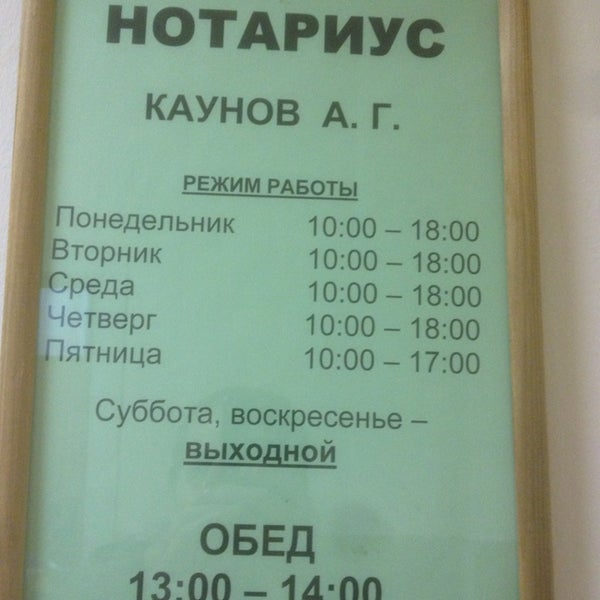 НОТАРИУС
КАУНОВ А. Г.
РЕЖИМ РАБОТЫ
Понедельник 10:00 – 18:00
Вторник 10:00 – 18:00
Среда 10:00 – 18:00
Четверг 10:00 – 18:00
Пятница 10:00 – 17:00
Суббота, воскресенье –
выходной
ОБЕД
13:00 – 14:00